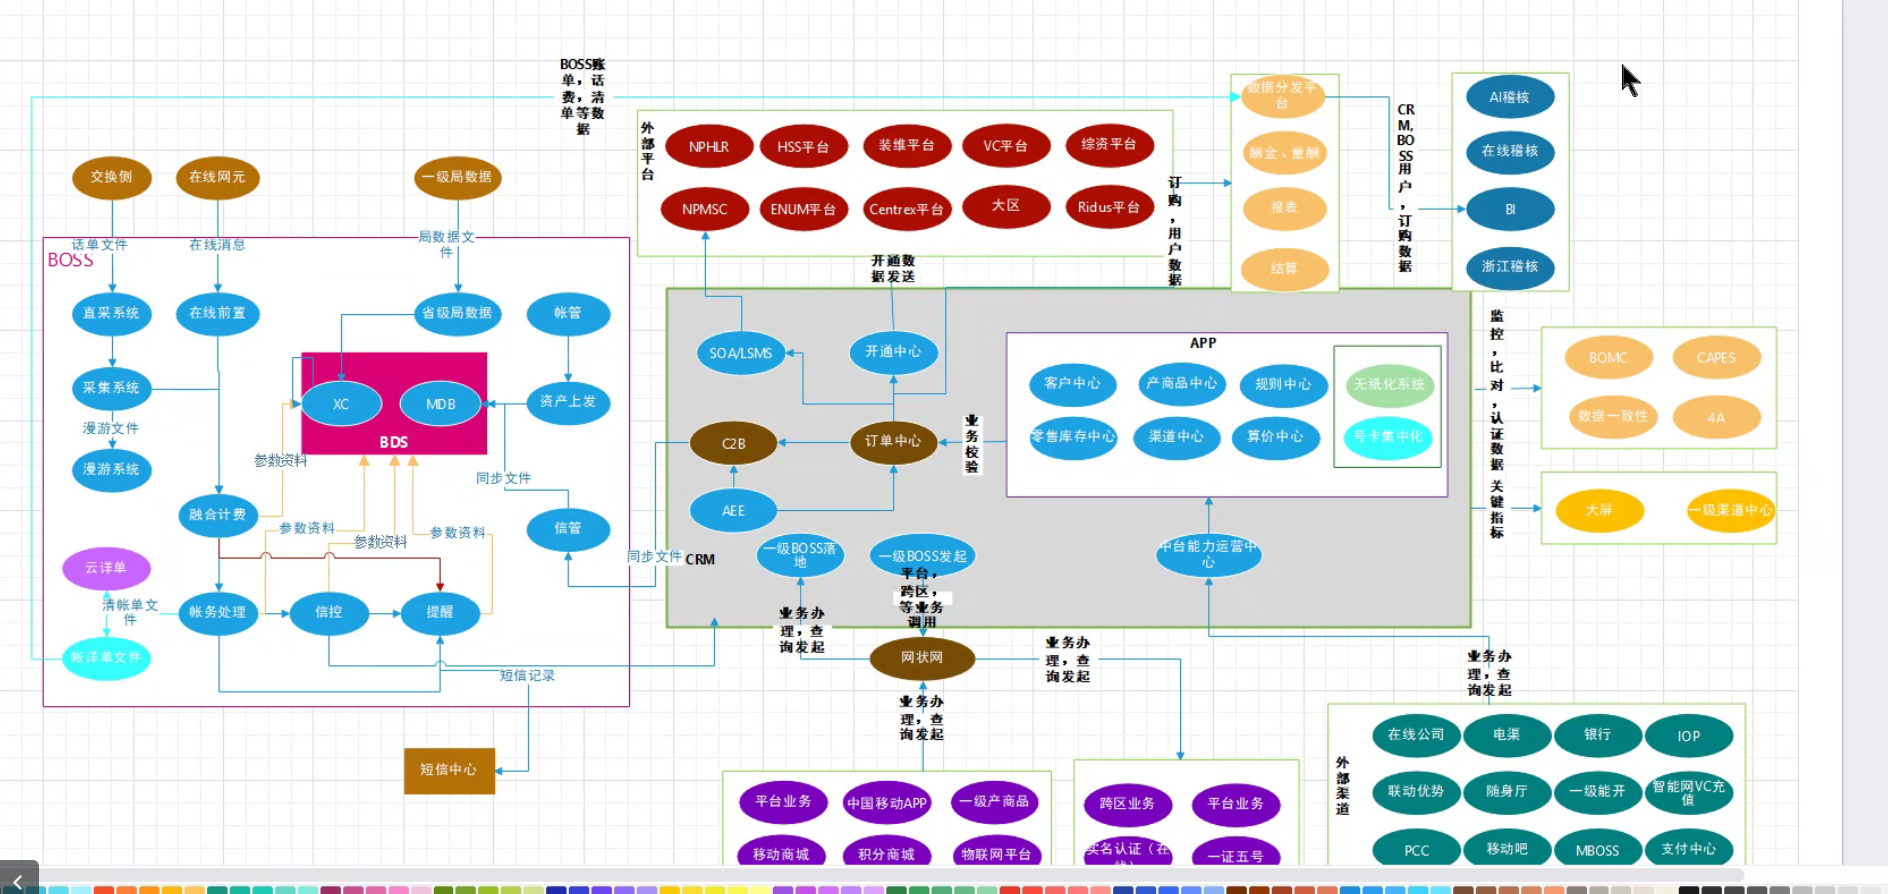 BOSS账
单，话
费，清
单等数
据
外
部
平
台
NPHLR
HSS平台
装维平台
VC平台
综资平台
NPMSC
ENUM平台
Centrex平台
大区
Ridus平台
数据分发平
台
酬金、量酬
报表
结算
CR
M,
BO
SS
用
户
，
订
购
数
据
AI稽核
在线稽核
BI
浙江稽核
订
购
，
用
户
数
据
交换侧
在线网元
一级局数据
话单文件
在线消息
局数据文
件
BOSS
直采系统
在线前置
省级局数据
帐管
采集系统
XC
MDB
资产上发
BDS
漫游文件
漫游系统
参数资料
同步文件
融合计费
参数资料
参数资料
参数资料
信管
云详单
清帐单文
件
帐务处理
信控
提醒
帐详单文件
短信记录
短信中心
同步文件
CRM
开通数
据发送
SOA/LSMS
开通中心
C2B
订单中心
AEE
业
务
校
验
APP
客户中心
产商品中心
规则中心
无纸化系统
零售库存中心
渠道中心
算价中心
号卡集中化
一级BOSS落
地
一级BOSS发起
中台能力运营中
心
平台，
跨区，
等业务
调用
业务办
理，查
询发起
网状网
业务办
理，查
询发起
业务办
理，查
询发起
业务办
理，查
询发起
监
控
，
比
对
，
认
证
数
据
BOMC
CAPES
数据一致性
4A
关
键
指
标
大屏
一级渠道中心
平台业务
中国移动APP
一级产商品
移动商城
积分商城
物联网平台
跨区业务
平台业务
实名认证（在
线）
一证五号
外
部
渠
道
在线公司
电渠
银行
IOP
联动优势
随身厅
一级能开
智能网VC充
值
PCC
移动吧
MBOSS
支付中心